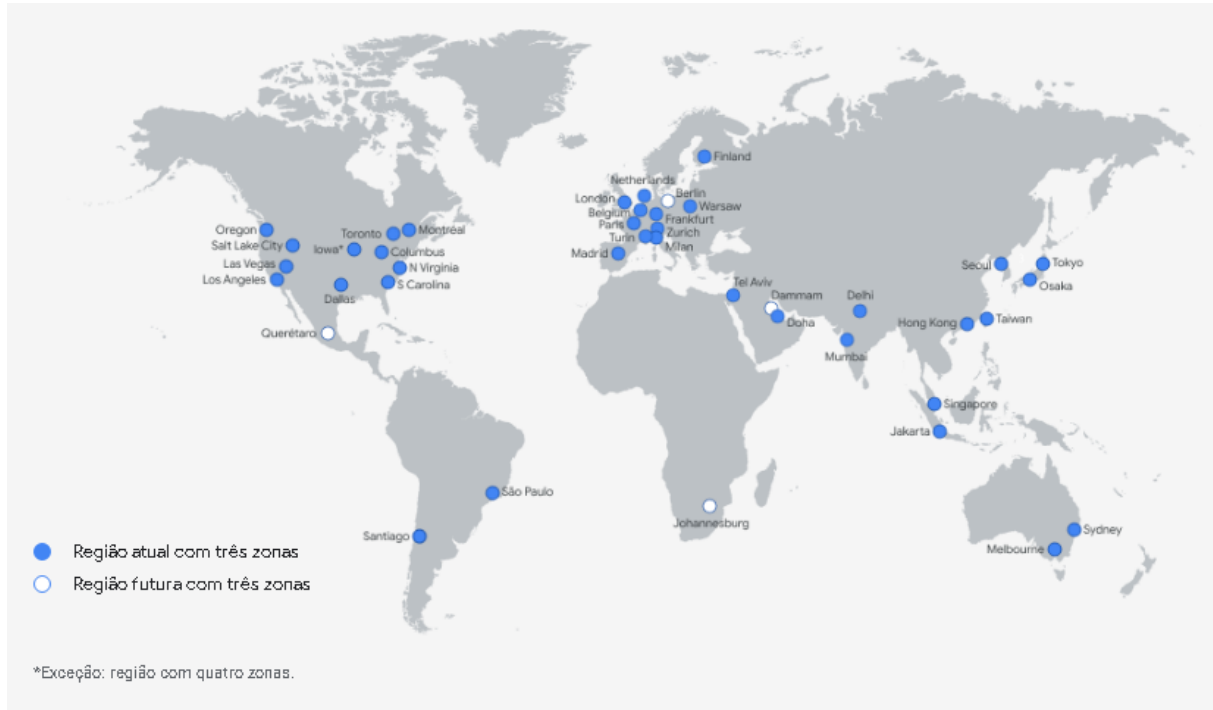 Finland
Netherlands
Berlin
London
Warsaw
Belgium
Frankfurt
Paris
Zurich
Turin
Milan
Madrid
Oregon
Toronto
Montréal
Salt Lake City
Iowa*
Columbus
Las Vegas
N Virginia
Los Angeles
S Carolina
Dallas
Querétaro
Seoul
Tokyo
Osaka
Tel Aviv
Dammam
Delhi
Doha
Hong Kong
Taiwan
Mumbai
Singapore
Jakarta
São Paulo
Johannesburg
Santiago
Sydney
Melbourne
Região atual com três zonas
Região futura com três zonas
*Exceção: região com quatro zonas.